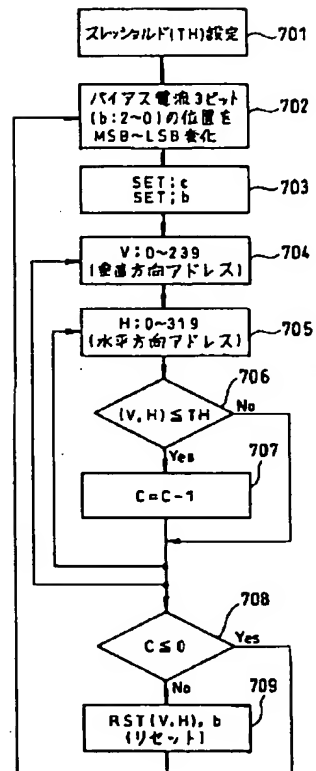 スレッショルド(TH)設定
701
バイアス電流3ビット
(b:2~0)の位置を
MSB~LSB変化
702
SET;c
SET;b
703
V:0~239
(垂直方向アドレス)
704
H:0~319
(水平方向アドレス)
705
706
(V,H)≦TH
No
Yes
707
C=C-1
708
C≦0
Yes
No
709
RST(V,H),b
(リセット)